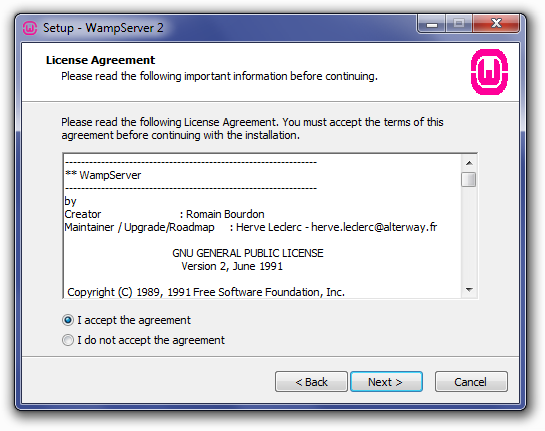 Setup - WampServer 2
License Agreement
Please read the following important information before continuing.
Please read the following License Agreement. You must accept the terms of this
agreement before continuing with the installation.
---------------------------------------------------------------
** WampServer
---------------------------------------------------------------
by
Creator : Romain Bourdon
Maintainer / Upgrade/Roadmap : Herve Leclerc - herve.leclerc@alterway.fr
GNU GENERAL PUBLIC LICENSE
Version 2, June 1991
Copyright (C) 1989, 1991 Free Software Foundation, Inc.
I accept the agreement
I do not accept the agreement
< Back Next > Cancel